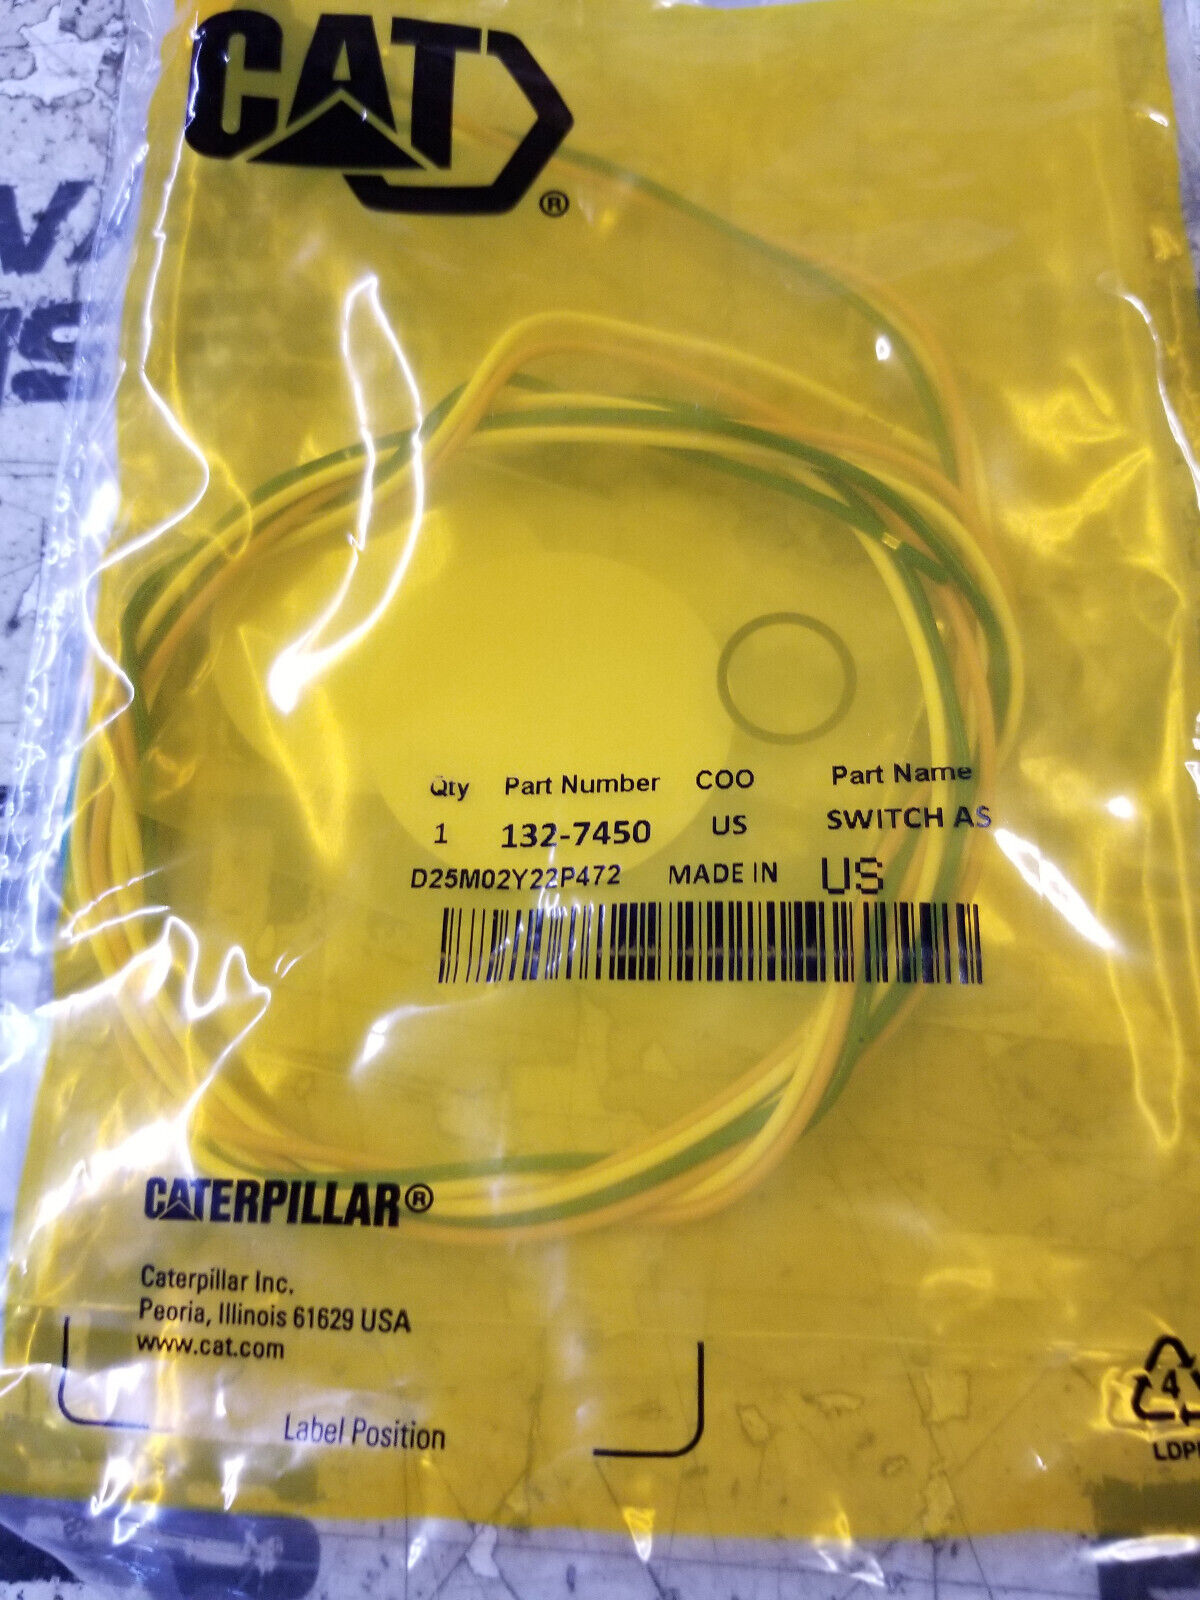 CAT®
Qty Part Number COO Part Name
1 132-7450 US SWITCH AS
D25M02Y22P472 MADE IN US
CATERPILLAR®
Caterpillar Inc.
Peoria, Illinois 61629 USA
www.cat.com
Label Position
4